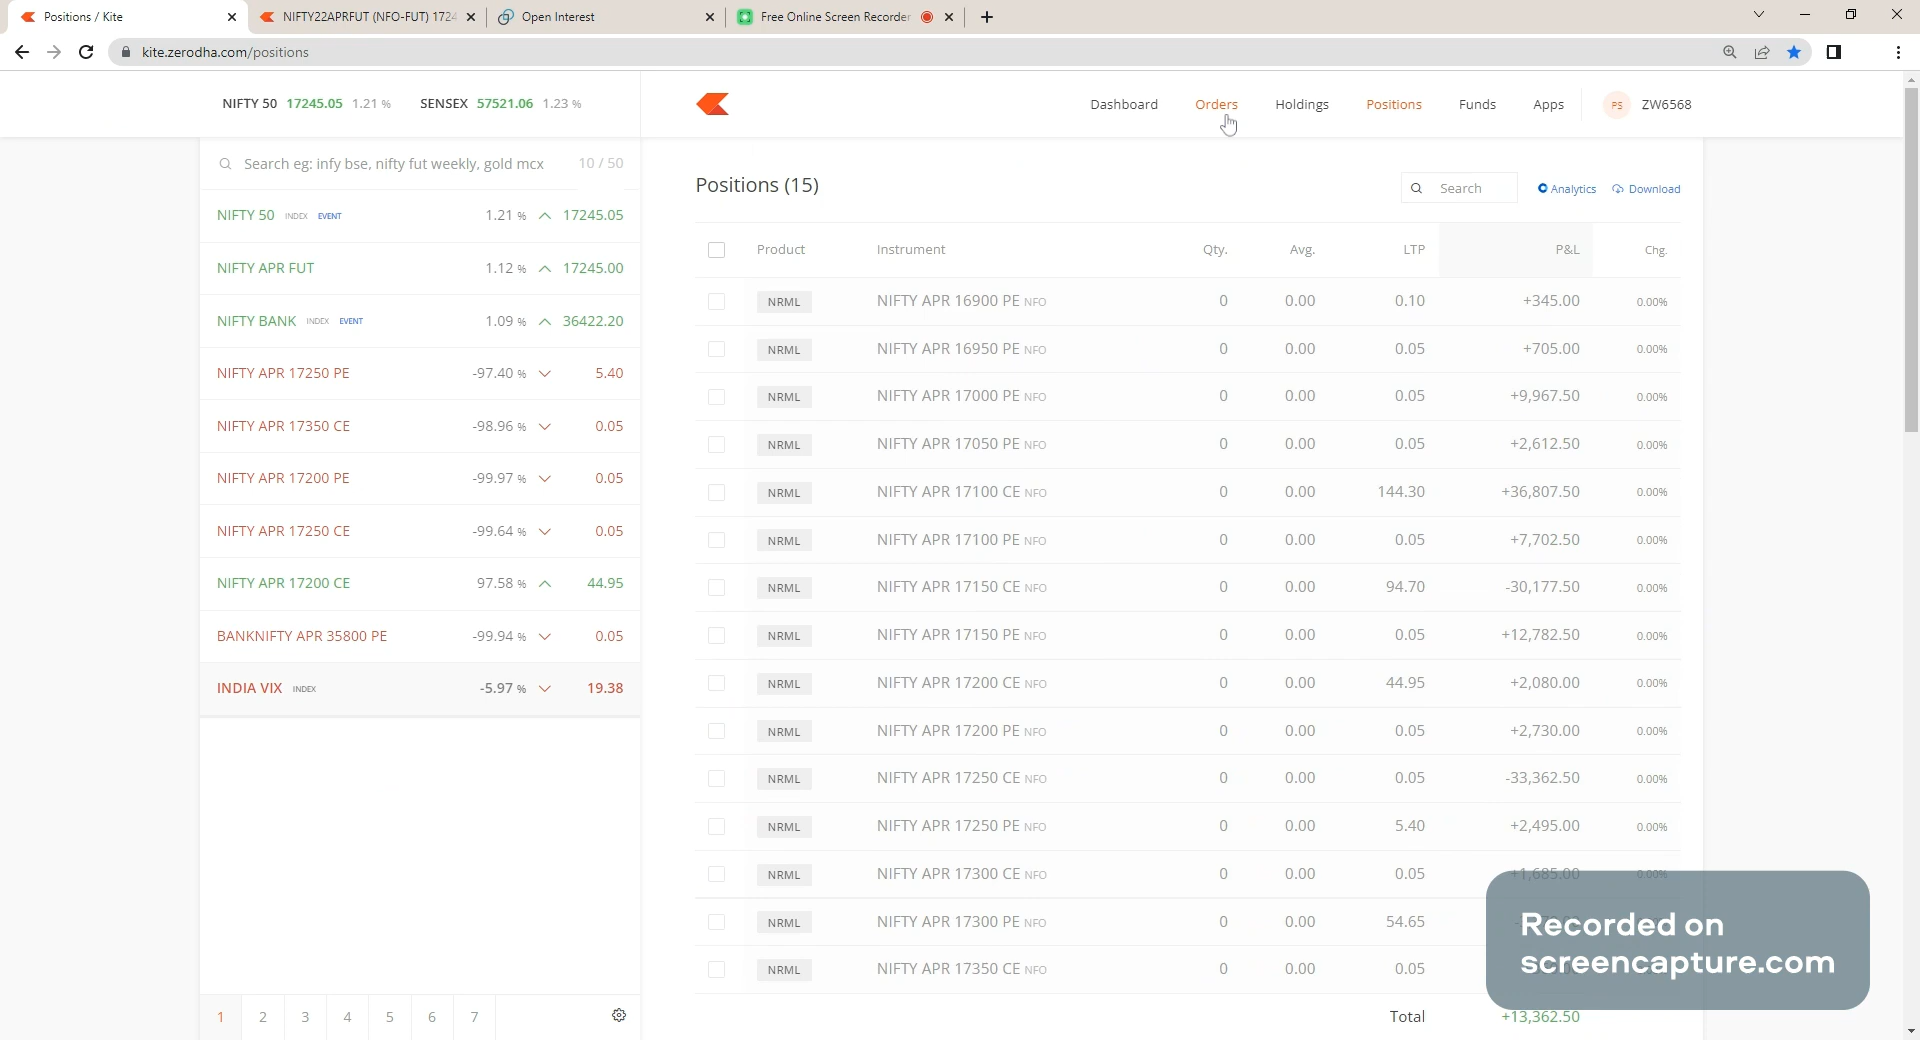 Positions / Kite
NIFTY22APRFUT (NFO-FUT) 1724
Open Interest
Free Online Screen Recorder
kite.zerodha.com/positions
NIFTY 50 17245.05 1.21 % SENSEX 57521.06 1.23 %
Dashboard Orders Holdings Positions Funds Apps PS ZW6568
Search eg: infy bse, nifty fut weekly, gold mcx 10 / 50
NIFTY 50 INDEX EVENT 1.21 % 17245.05
NIFTY APR FUT 1.12 % 17245.00
NIFTY BANK INDEX EVENT 1.09 % 36422.20
NIFTY APR 17250 PE -97.40 % 5.40
NIFTY APR 17350 CE -98.96 % 0.05
NIFTY APR 17200 PE -99.97 % 0.05
NIFTY APR 17250 CE -99.64 % 0.05
NIFTY APR 17200 CE 97.58 % 44.95
BANKNIFTY APR 35800 PE -99.94 % 0.05
INDIA VIX INDEX -5.97 % 19.38
1 2 3 4 5 6 7
Positions (15)
Search Analytics Download
Product Instrument Qty. Avg. LTP P&L Chg.
NRML NIFTY APR 16900 PE NFO 0 0.00 0.10 +345.00 0.00%
NRML NIFTY APR 16950 PE NFO 0 0.00 0.05 +705.00 0.00%
NRML NIFTY APR 17000 PE NFO 0 0.00 0.05 +9,967.50 0.00%
NRML NIFTY APR 17050 PE NFO 0 0.00 0.05 +2,612.50 0.00%
NRML NIFTY APR 17100 CE NFO 0 0.00 144.30 +36,807.50 0.00%
NRML NIFTY APR 17100 PE NFO 0 0.00 0.05 +7,702.50 0.00%
NRML NIFTY APR 17150 CE NFO 0 0.00 94.70 -30,177.50 0.00%
NRML NIFTY APR 17150 PE NFO 0 0.00 0.05 +12,782.50 0.00%
NRML NIFTY APR 17200 CE NFO 0 0.00 44.95 +2,080.00 0.00%
NRML NIFTY APR 17200 PE NFO 0 0.00 0.05 +2,730.00 0.00%
NRML NIFTY APR 17250 CE NFO 0 0.00 0.05 -33,362.50 0.00%
NRML NIFTY APR 17250 PE NFO 0 0.00 5.40 +2,495.00 0.00%
NRML NIFTY APR 17300 CE NFO 0 0.00 0.05 +1,685.00 0.00%
NRML NIFTY APR 17300 PE NFO 0 0.00 54.65
NRML NIFTY APR 17350 CE NFO 0 0.00 0.05
Total +13,362.50
Recorded on
screencapture.com